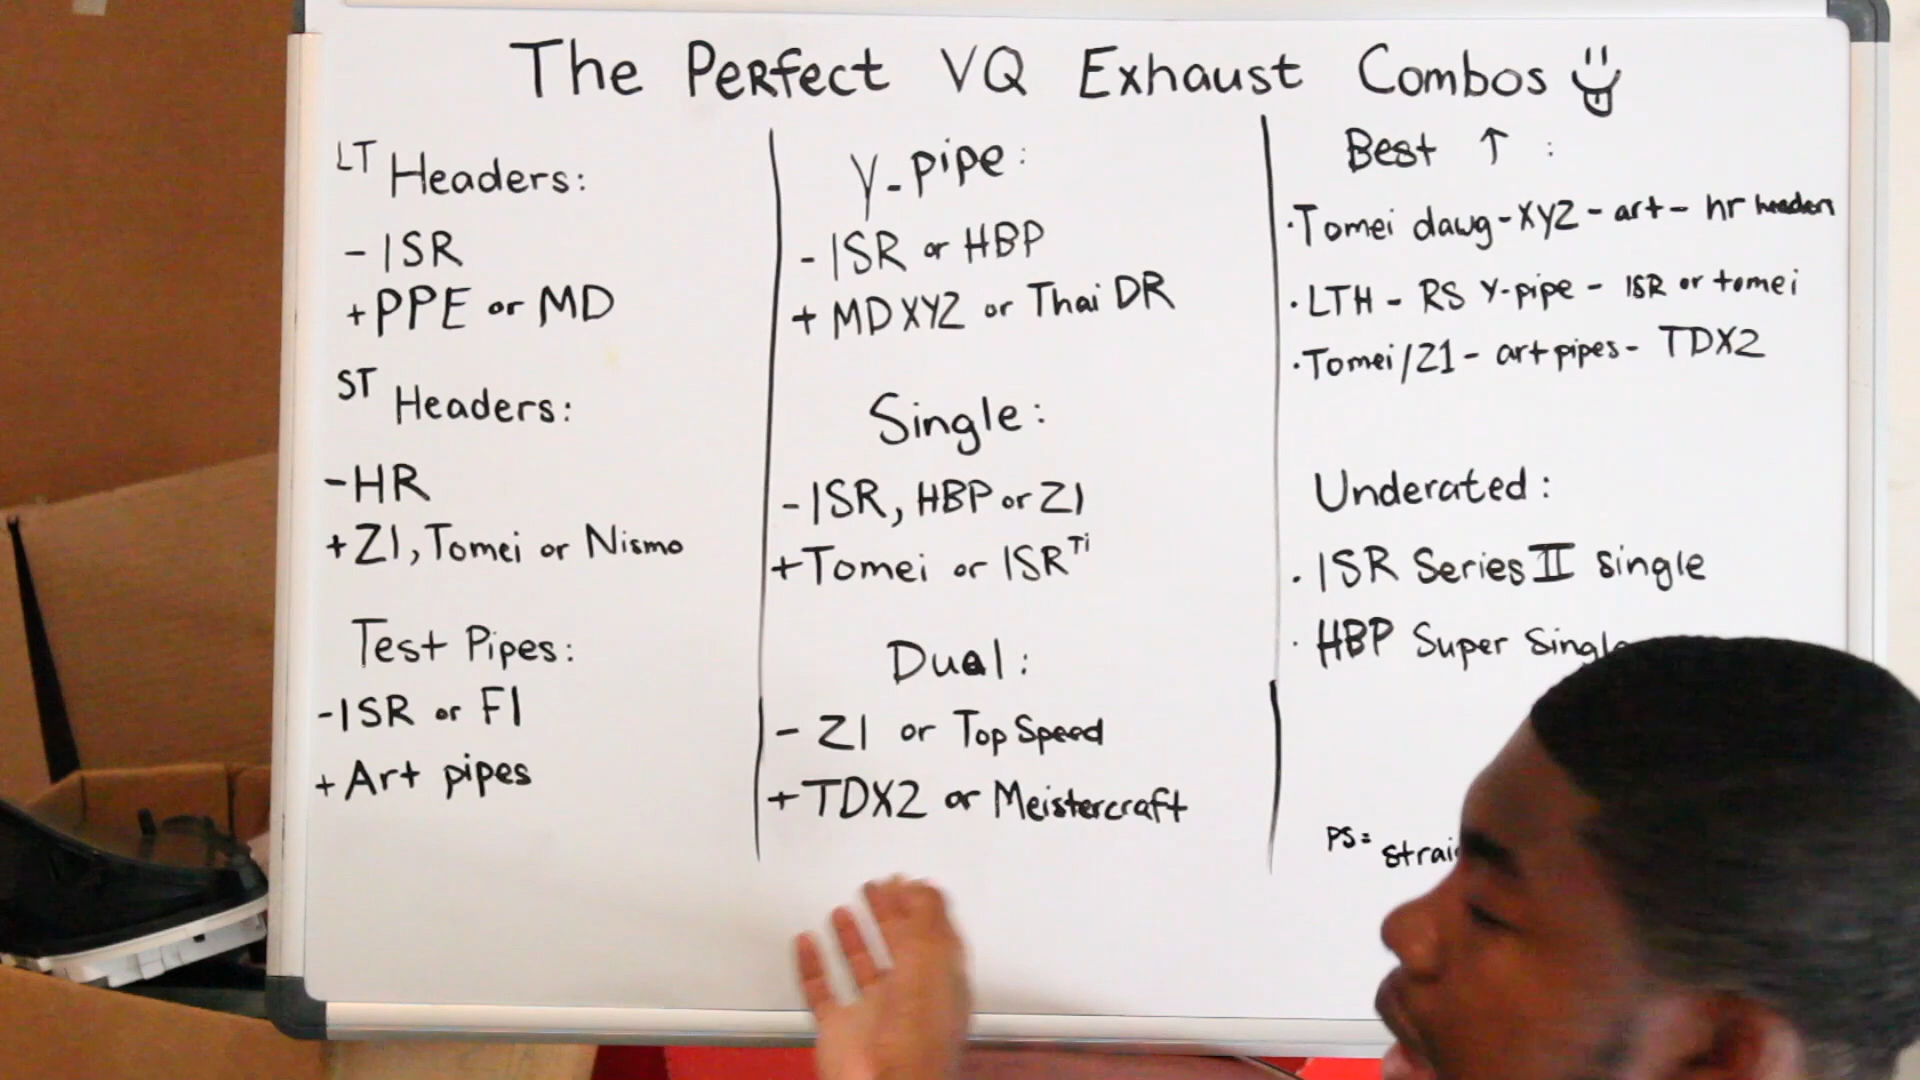 The Perfect VQ Exhaust Combos
LT Headers:
- ISR
+ PPE or MD
ST Headers:
- HR
+ Z1, Tomei or Nismo
Test Pipes:
- ISR or FI
+ Art pipes
Y-pipe:
- ISR or HBP
+ MD XYZ or Thai DR
Single:
- ISR, HBP or Z1
+ Tomei or ISR Ti
Dual:
- Z1 or Top Speed
+ TDX2 or Meistercraft
Best ↑ :
· Tomei dawg - XYZ - art - hr headers
· LTH - RS Y-pipe - ISR or tomei
· Tomei/Z1 - art pipes - TDX2
Underated:
· ISR Series II single
· HBP Super Single
PS: